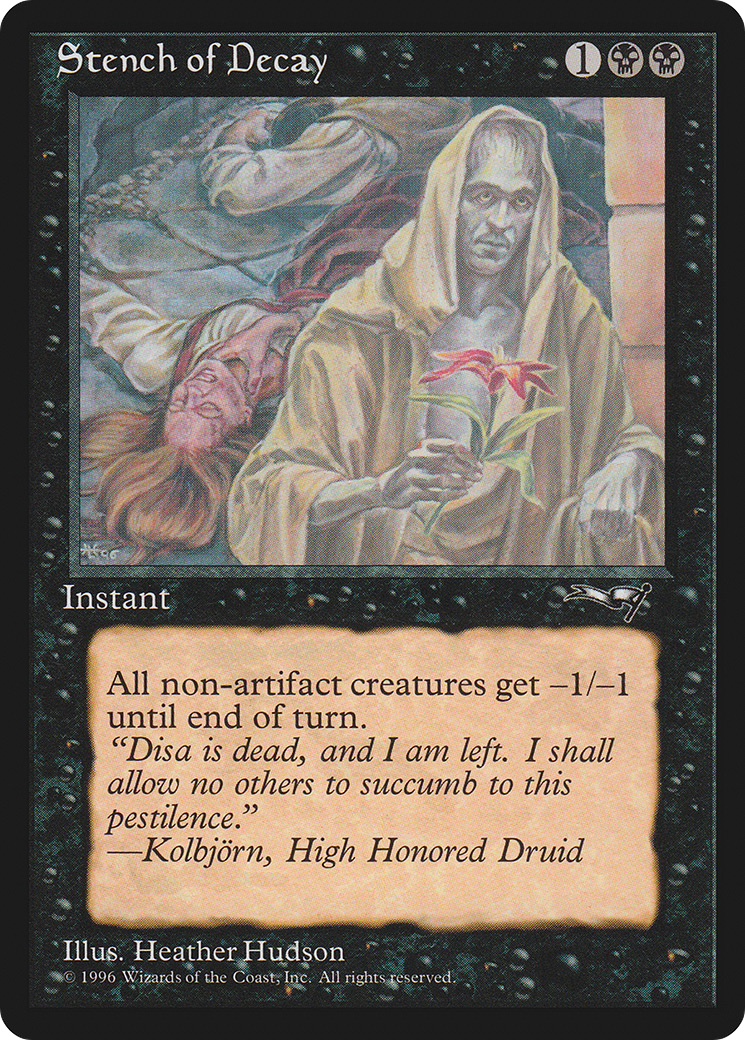 Stench of Decay 1
Instant
All non-artifact creatures get –1/–1
until end of turn.
“Disa is dead, and I am left. I shall
allow no others to succumb to this
pestilence.”
—Kolbjörn, High Honored Druid
Illus. Heather Hudson
© 1996 Wizards of the Coast, Inc. All rights reserved.